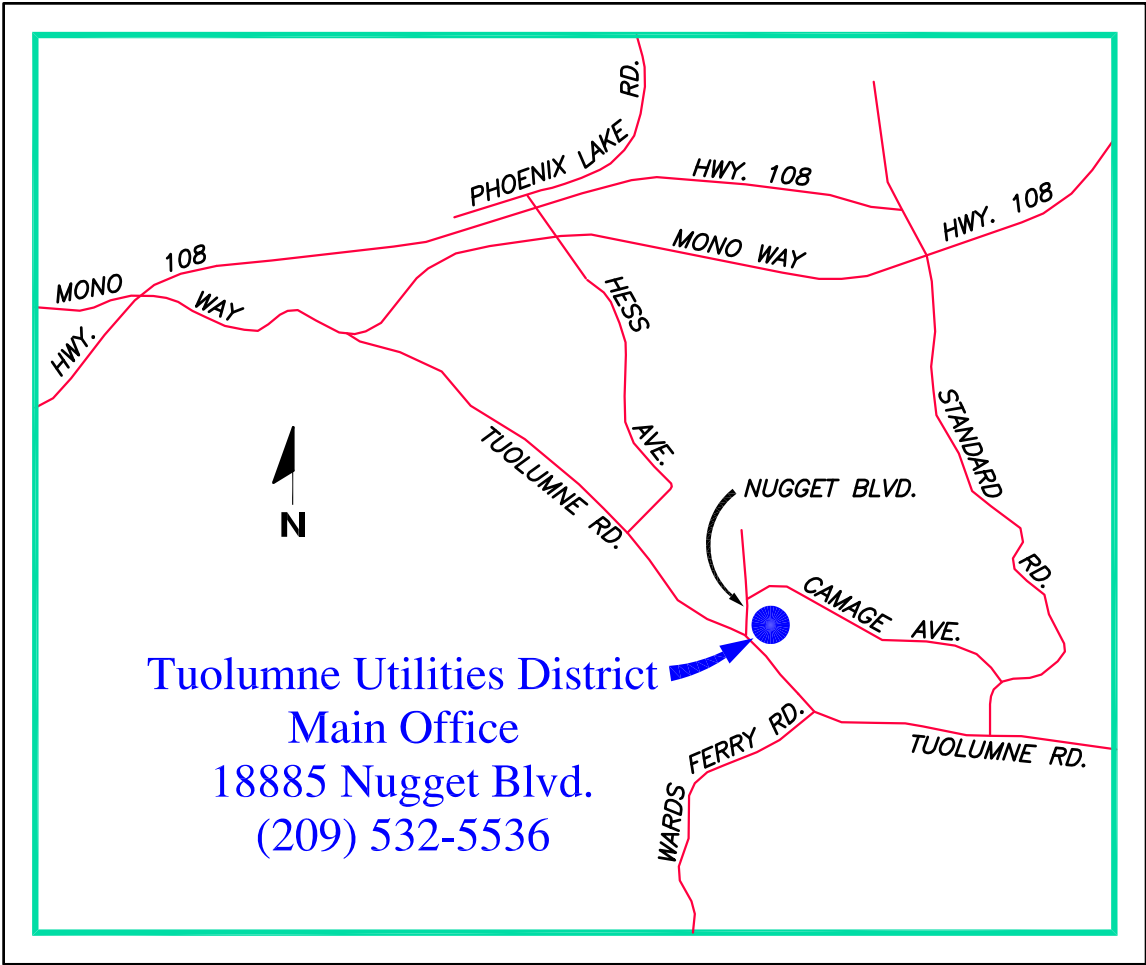 PHOENIX LAKE RD.
HWY. 108
HWY. 108
MONO WAY
HWY. 108
MONO WAY
HESS AVE.
STANDARD RD.
TUOLUMNE RD.
NUGGET BLVD.
CAMAGE AVE.
N
Tuolumne Utilities District
Main Office
18885 Nugget Blvd.
(209) 532-5536
WARDS FERRY RD.
TUOLUMNE RD.